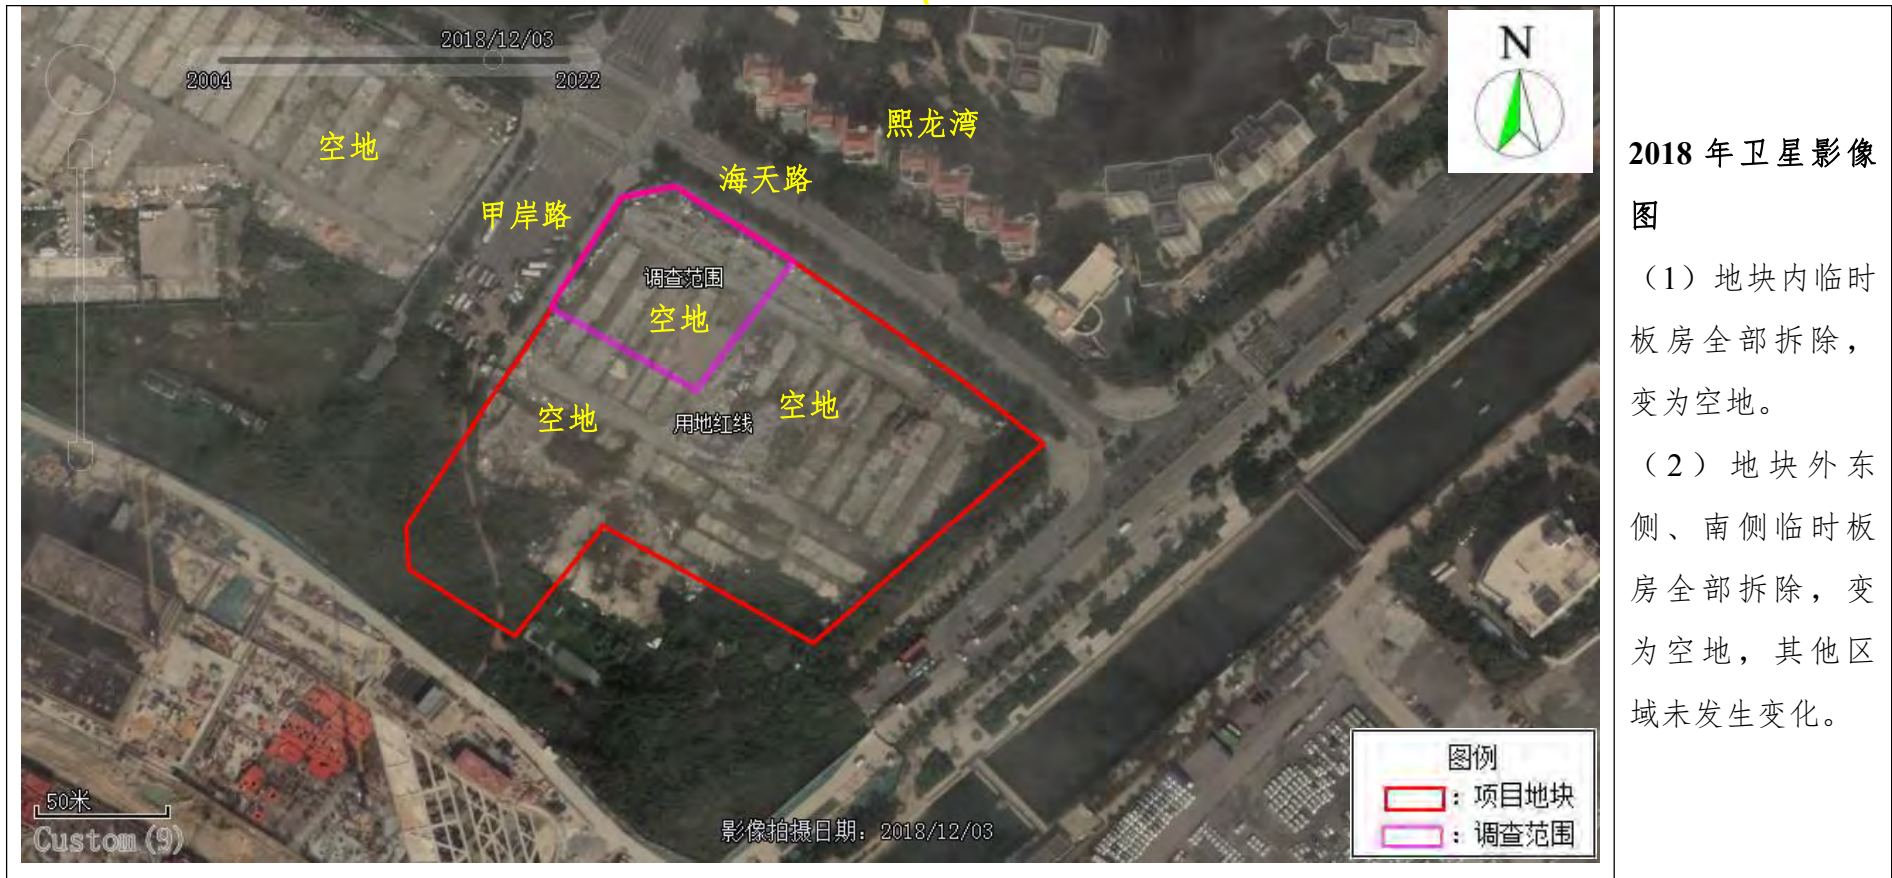 2018/12/03
2004
2022
N
空地
熙龙湾
海天路
甲岸路
调查范围
空地
空地
空地
用地红线
50米
Custom(9)
影像拍摄日期：2018/12/03
图例
：项目地块
：调查范围
2018 年卫星影像
图
（1）地块内临时
板房全部拆除，
变为空地。
（2）地块外东
侧、南侧临时板
房全部拆除，变
为空地，其他区
域未发生变化。